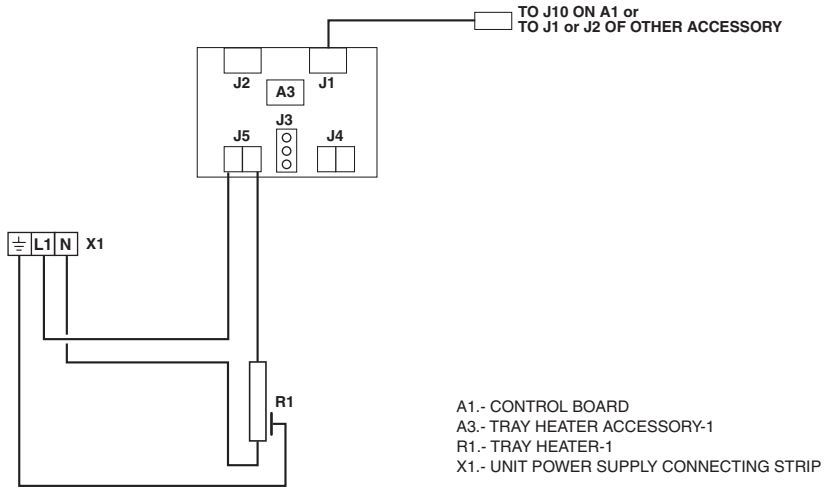 TO J10 ON A1 or
TO J1 or J2 OF OTHER ACCESSORY
J2
J1
A3
J3
J5
J4
L1 N X1
R1
A1.- CONTROL BOARD
A3.- TRAY HEATER ACCESSORY-1
R1.- TRAY HEATER-1
X1.- UNIT POWER SUPPLY CONNECTING STRIP